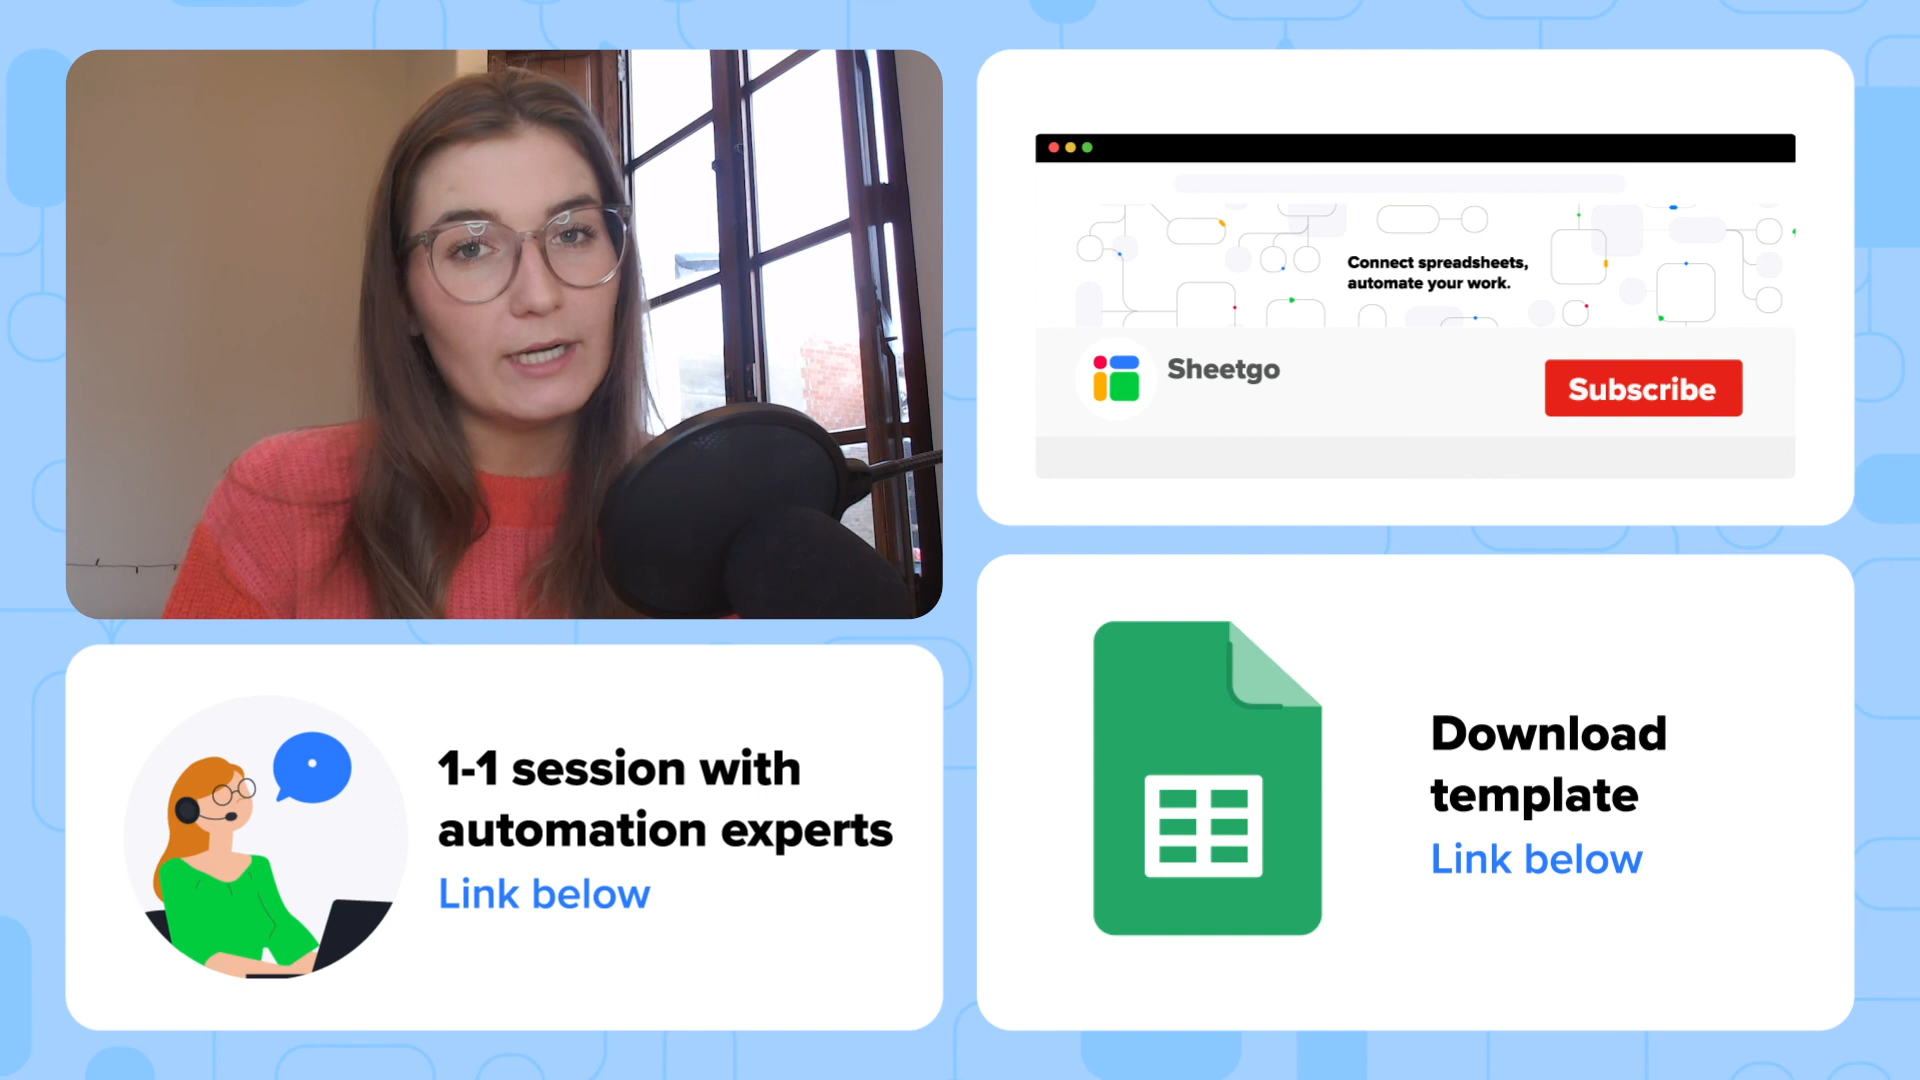 Connect spreadsheets,
automate your work.
Sheetgo
Subscribe
1-1 session with
automation experts
Link below
Download
template
Link below